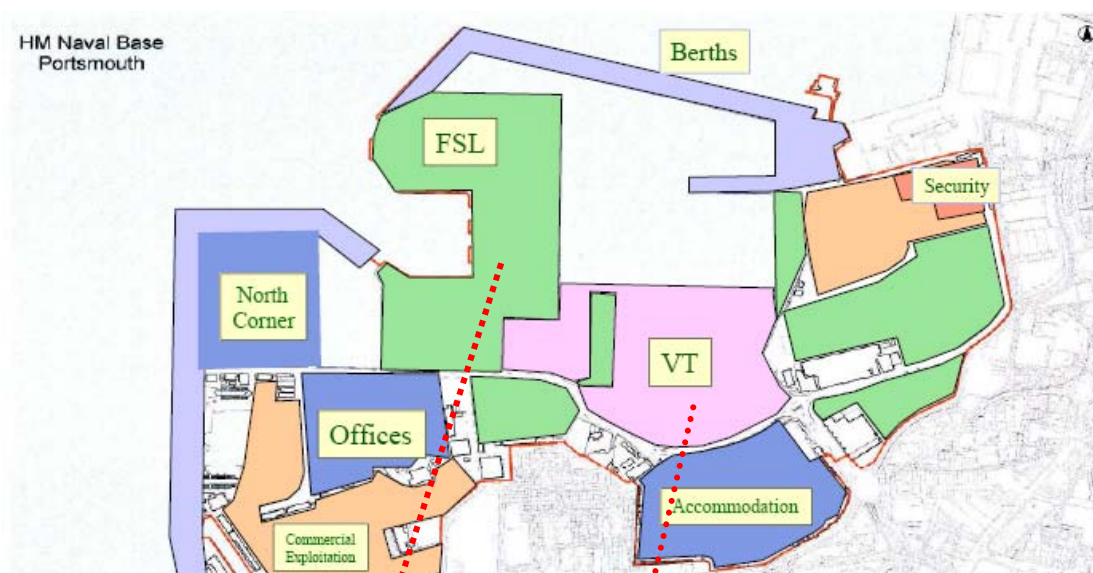 HM Naval Base
Portsmouth
Berths
FSL
Security
North
Corner
VT
Offices
Accommodation
Commercial
Exploitation